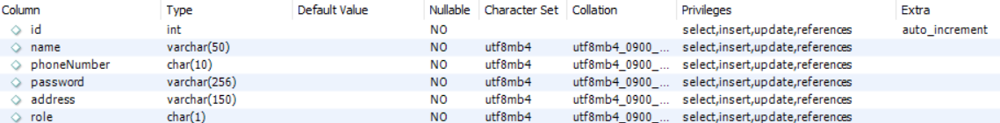 Column Type Default Value Nullable Character Set Collation Privileges Extra
id int NO select,insert,update,references auto_increment
name varchar(50) NO utf8mb4 utf8mb4_0900_... select,insert,update,references
phoneNumber char(10) NO utf8mb4 utf8mb4_0900_... select,insert,update,references
password varchar(256) NO utf8mb4 utf8mb4_0900_... select,insert,update,references
address varchar(150) NO utf8mb4 utf8mb4_0900_... select,insert,update,references
role char(1) NO utf8mb4 utf8mb4_0900_... select,insert,update,references